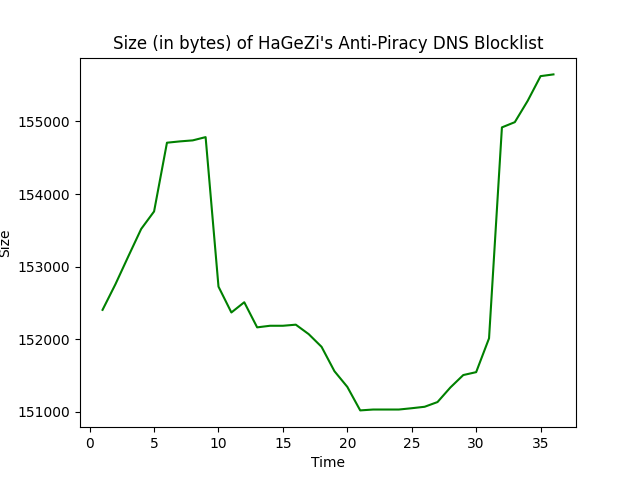 Size (in bytes) of HaGeZi's Anti-Piracy DNS Blocklist
155000
154000
153000
152000
151000
Size
0 5 10 15 20 25 30 35
Time